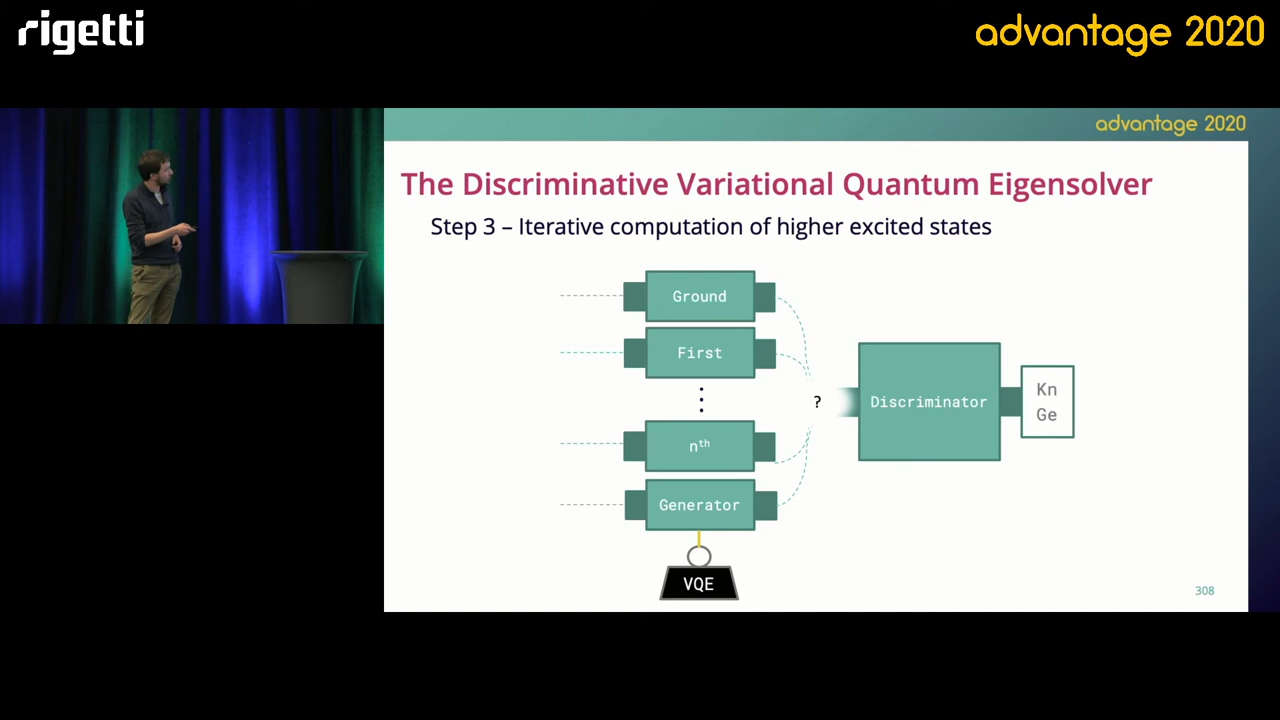 rigetti
advantage 2020
advantage 2020
The Discriminative Variational Quantum Eigensolver
Step 3 – Iterative computation of higher excited states
Ground
First
nth
Generator
VQE
?
Discriminator
Kn
Ge
308